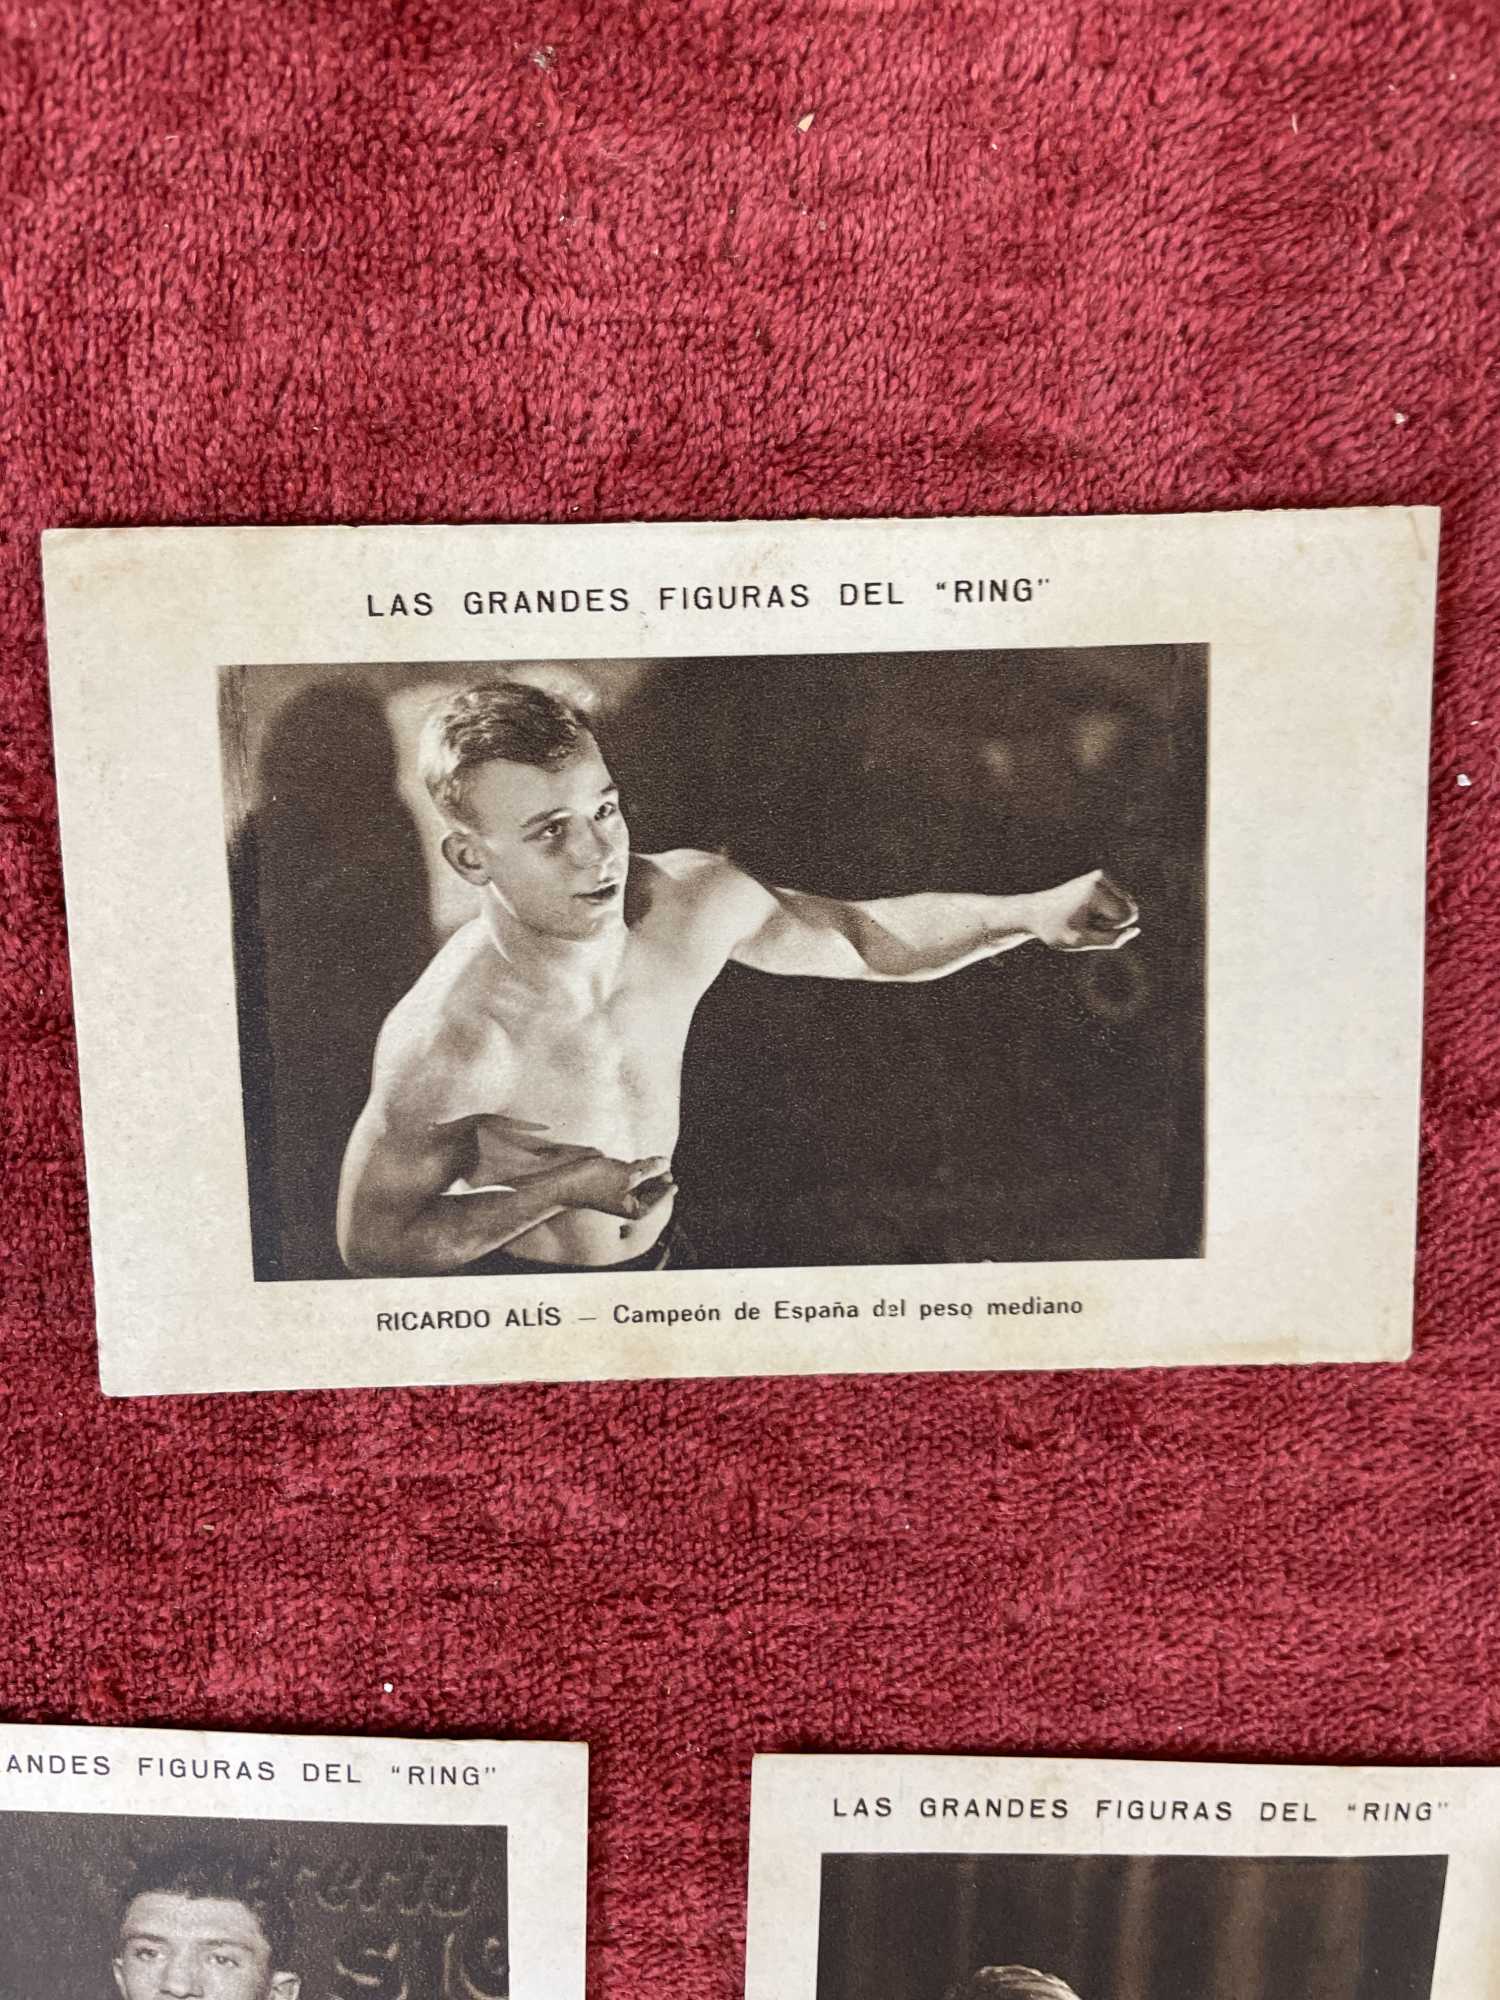 LAS GRANDES FIGURAS DEL "RING"
RICARDO ALÍS — Campeón de España del peso mediano
ANDES FIGURAS DEL "RING"
LAS GRANDES FIGURAS DEL "RING"